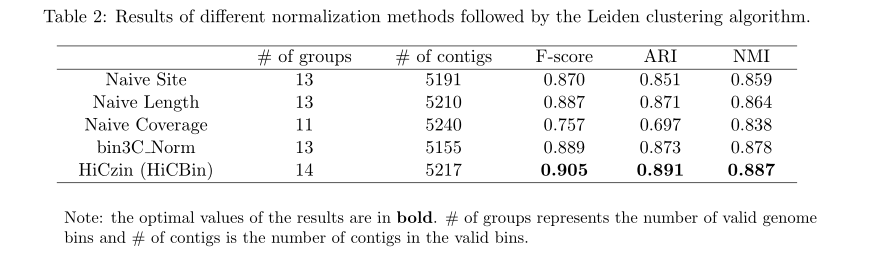 Table 2: Results of different normalization methods followed by the Leiden clustering algorithm.
# of groups # of contigs F-score ARI NMI
Naive Site 13 5191 0.870 0.851 0.859
Naive Length 13 5210 0.887 0.871 0.864
Naive Coverage 11 5240 0.757 0.697 0.838
bin3C_Norm 13 5155 0.889 0.873 0.878
HiCzin (HiCBin) 14 5217 0.905 0.891 0.887
Note: the optimal values of the results are in bold. # of groups represents the number of valid genome
bins and # of contigs is the number of contigs in the valid bins.